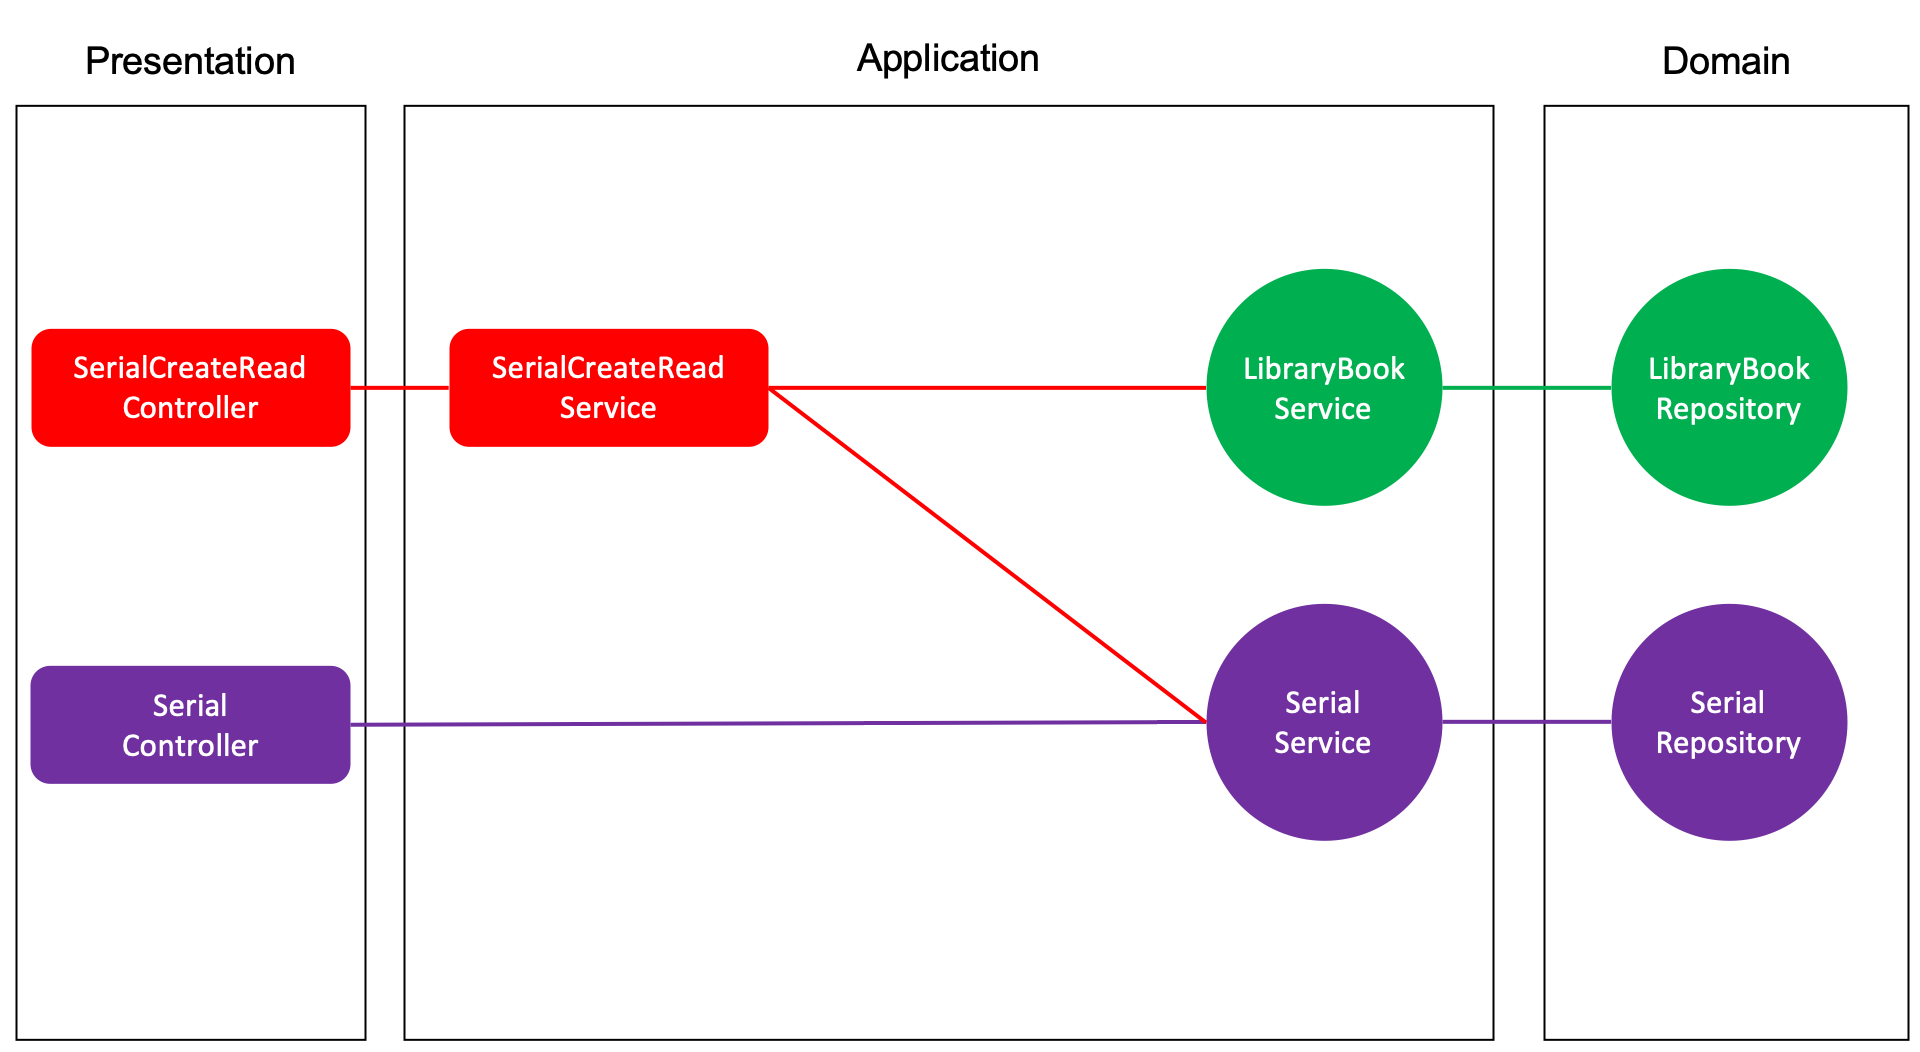 Presentation
Application
Domain
SerialCreateRead
Controller
SerialCreateRead
Service
LibraryBook
Service
LibraryBook
Repository
Serial
Controller
Serial
Service
Serial
Repository